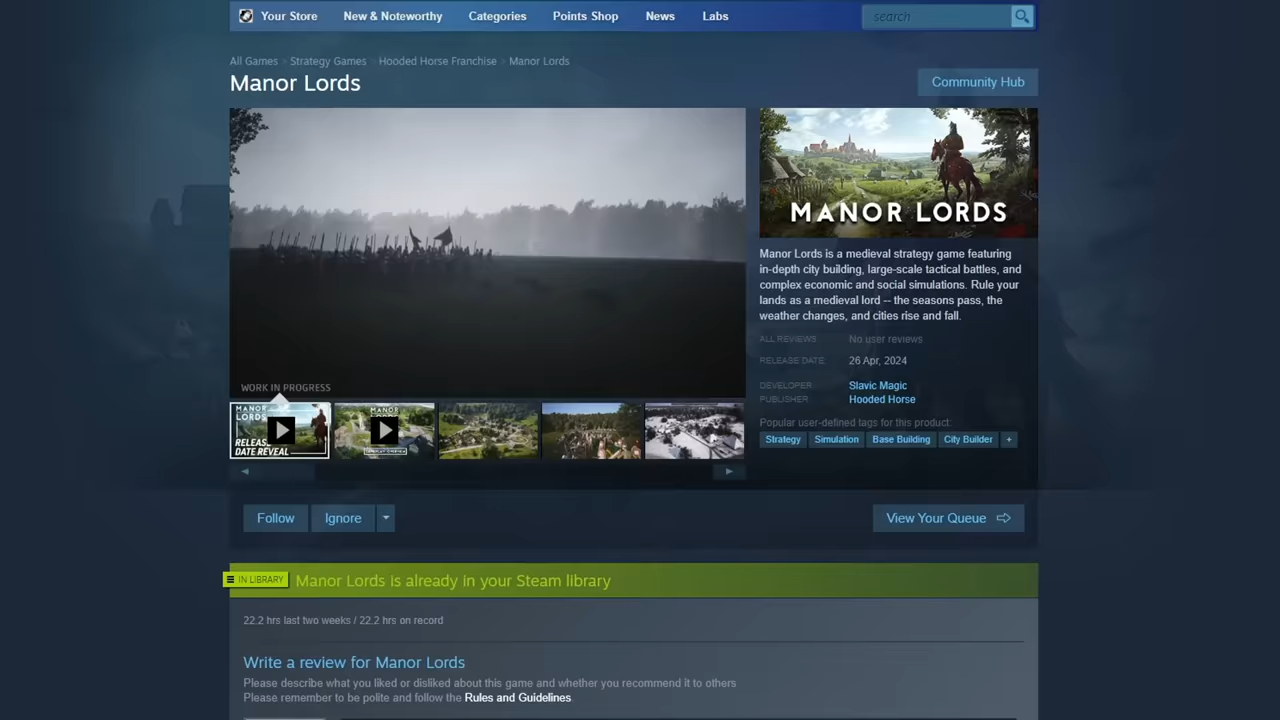 Your Store
New & Noteworthy
Categories
Points Shop
News
Labs
search
All Games > Strategy Games > Hooded Horse Franchise > Manor Lords
Manor Lords
Community Hub
WORK IN PROGRESS
MANOR LORDS
RELEASE DATE REVEAL
MANOR LORDS
MANOR LORDS
Manor Lords is a medieval strategy game featuring
in-depth city building, large-scale tactical battles, and
complex economic and social simulations. Rule your
lands as a medieval lord -- the seasons pass, the
weather changes, and cities rise and fall.
ALL REVIEWS: No user reviews
RELEASE DATE: 26 Apr, 2024
DEVELOPER: Slavic Magic
PUBLISHER: Hooded Horse
Popular user-defined tags for this product:
Strategy Simulation Base Building City Builder +
Follow
Ignore
View Your Queue
IN LIBRARY
Manor Lords is already in your Steam library
22.2 hrs last two weeks / 22.2 hrs on record
Write a review for Manor Lords
Please describe what you liked or disliked about this game and whether you recommend it to others
Please remember to be polite and follow the Rules and Guidelines